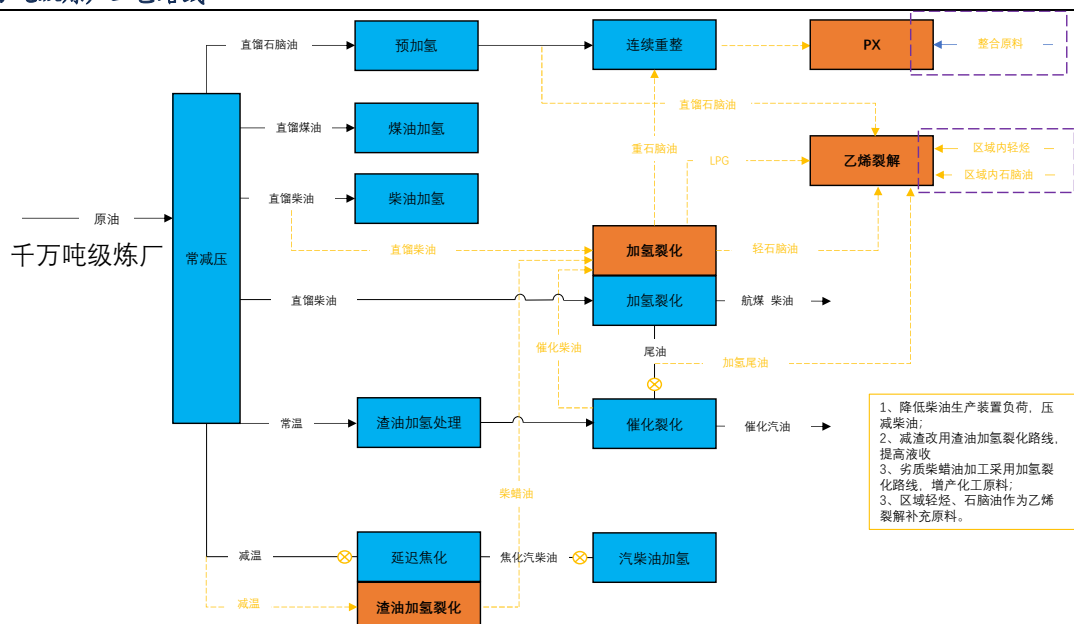 直馏石脑油
预加氢
连续重整
PX
整合原料
直馏石脑油
直馏煤油
煤油加氢
重石脑油
LPG
乙烯裂解
区域内轻烃
区域内石脑油
直馏柴油
柴油加氢
原油
千万吨级炼厂
常减压
直馏柴油
加氢裂化
轻石脑油
直馏柴油
加氢裂化
航煤 柴油
催化柴油
尾油
加氢尾油
常温
渣油加氢处理
催化裂化
催化汽油
1、降低柴油生产装置负荷，压
减柴油；
2、减渣改用渣油加氢裂化路线，
提高液收
3、劣质柴蜡油加工采用加氢裂
化路线，增产化工原料；
3、区域轻烃、石脑油作为乙烯
裂解补充原料。
柴蜡油
减温
延迟焦化
焦化汽柴油
汽柴油加氢
减温
渣油加氢裂化